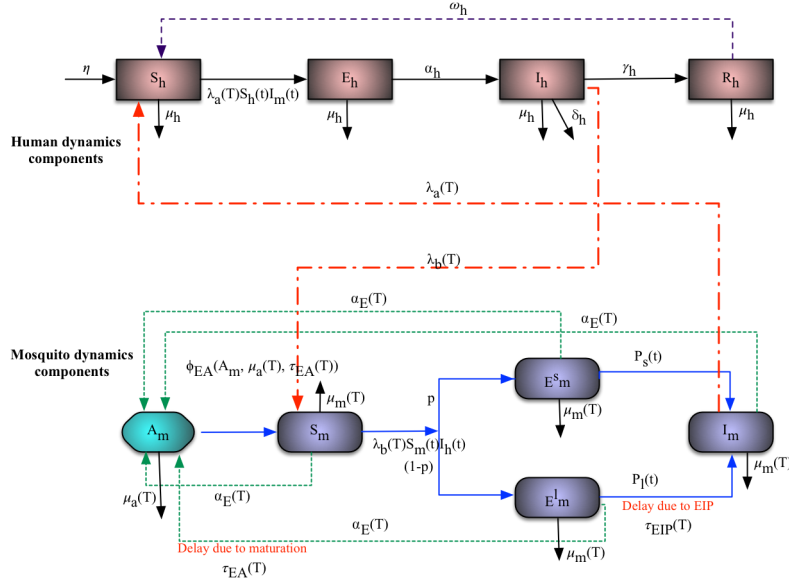 ω_h
η
S_h
E_h
α_h
I_h
γ_h
R_h
λ_a(T)S_h(t)I_m(t)
μ_h
μ_h
μ_h
δ_h
μ_h
Human dynamics
components
λ_a(T)
λ_b(T)
α_E(T)
α_E(T)
Mosquito dynamics
components
ϕ_EA(A_m, μ_a(T), τ_EA(T))
μ_m(T)
p
E^s_m
P_s(t)
μ_m(T)
A_m
S_m
I_m
λ_b(T)S_m(t)I_h(t)
(1-p)
μ_m(T)
μ_a(T)
α_E(T)
E^l_m
P_l(t)
Delay due to EIP
τ_EIP(T)
α_E(T)
Delay due to maturation
μ_m(T)
τ_EA(T)